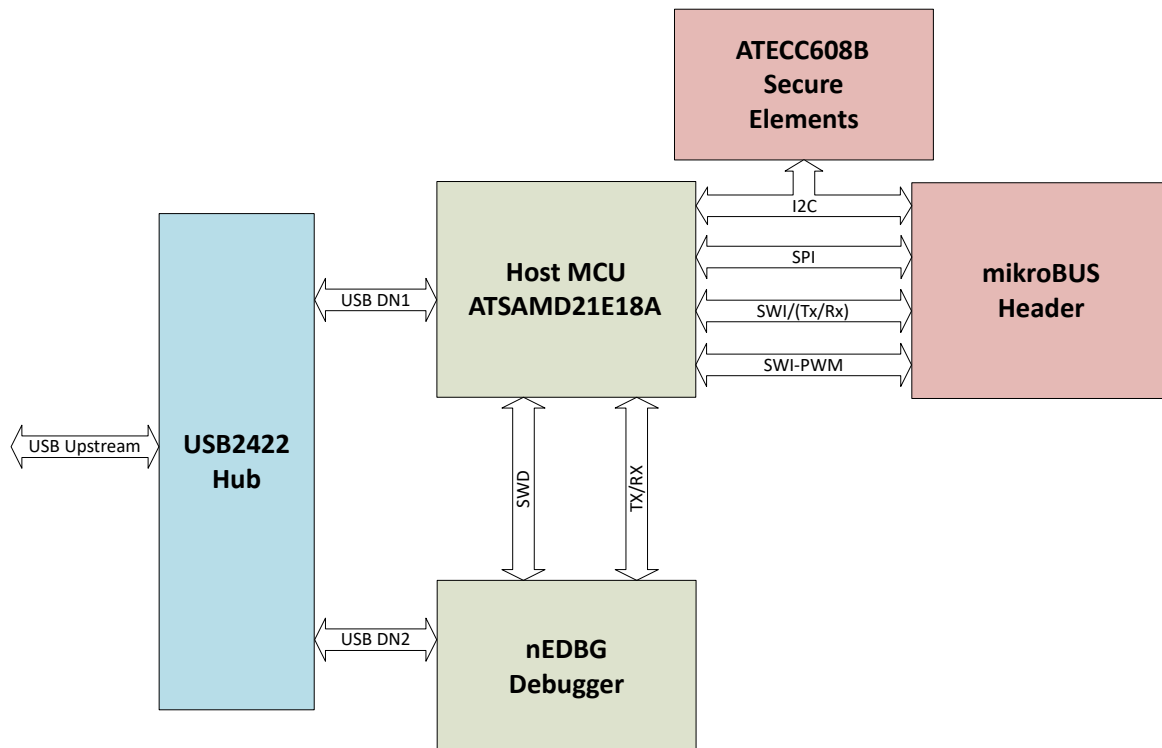 ATECC608B
Secure
Elements
I2C
SPI
SWI/(Tx/Rx)
SWI-PWM
Host MCU
ATSAMD21E18A
mikroBUS
Header
USB DN1
USB Upstream
USB2422
Hub
SWD
TX/RX
USB DN2
nEDBG
Debugger